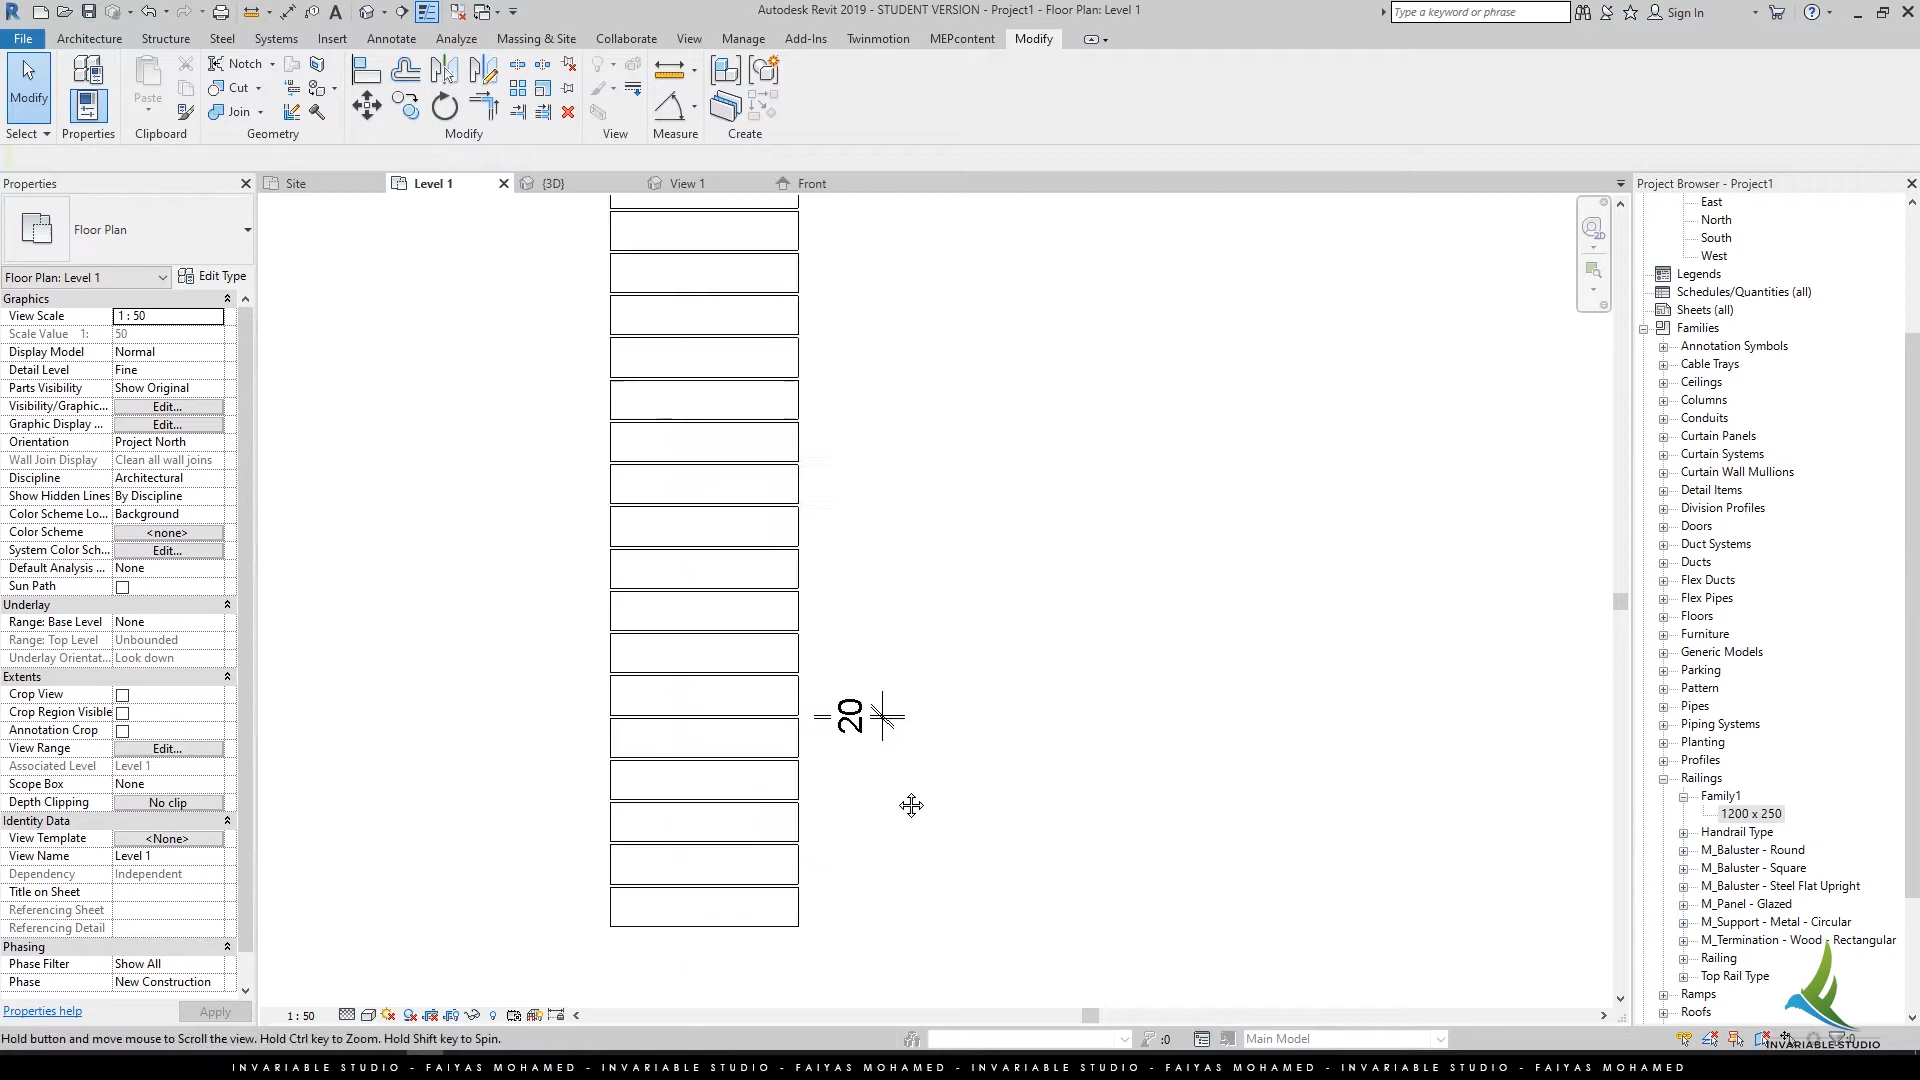 Autodesk Revit 2019 - STUDENT VERSION - Project1 - Floor Plan: Level 1
Type a keyword or phrase
Sign In
File Architecture Structure Steel Systems Insert Annotate Analyze Massing & Site Collaborate View Manage Add-Ins Twinmotion MEPcontent Modify
Modify
Paste
Notch
Cut
Join
Select Properties Clipboard Geometry Modify View Measure Create
Properties
Floor Plan
Floor Plan: Level 1 Edit Type
Graphics
View Scale 1 : 50
Scale Value 1: 50
Display Model Normal
Detail Level Fine
Parts Visibility Show Original
Visibility/Graphic... Edit...
Graphic Display ... Edit...
Orientation Project North
Wall Join Display Clean all wall joins
Discipline Architectural
Show Hidden Lines By Discipline
Color Scheme Lo... Background
Color Scheme <none>
System Color Sch... Edit...
Default Analysis ... None
Sun Path
Underlay
Range: Base Level None
Range: Top Level Unbounded
Underlay Orientat... Look down
Extents
Crop View
Crop Region Visible
Annotation Crop
View Range Edit...
Associated Level Level 1
Scope Box None
Depth Clipping No clip
Identity Data
View Template <None>
View Name Level 1
Dependency Independent
Title on Sheet
Referencing Sheet
Referencing Detail
Phasing
Phase Filter Show All
Phase New Construction
Properties help Apply
Site Level 1 {3D} View 1 Front
20
2D
1 : 50
Project Browser - Project1
East
North
South
West
Legends
Schedules/Quantities (all)
Sheets (all)
Families
Annotation Symbols
Cable Trays
Ceilings
Columns
Conduits
Curtain Panels
Curtain Systems
Curtain Wall Mullions
Detail Items
Division Profiles
Doors
Duct Systems
Ducts
Flex Ducts
Flex Pipes
Floors
Furniture
Generic Models
Parking
Pattern
Pipes
Piping Systems
Planting
Profiles
Railings
Family1
1200 x 250
Handrail Type
M_Baluster - Round
M_Baluster - Square
M_Baluster - Steel Flat Upright
M_Panel - Glazed
M_Support - Metal - Circular
M_Termination - Wood - Rectangular
Railing
Top Rail Type
Ramps
Roofs
Hold button and move mouse to Scroll the view. Hold Ctrl key to Zoom. Hold Shift key to Spin.
:0
Main Model
:0
INVARIABLE STUDIO
INVARIABLE STUDIO - FAIYAS MOHAMED - INVARIABLE STUDIO - FAIYAS MOHAMED - INVARIABLE STUDIO - FAIYAS MOHAMED - INVARIABLE STUDIO - FAIYAS MOHAMED